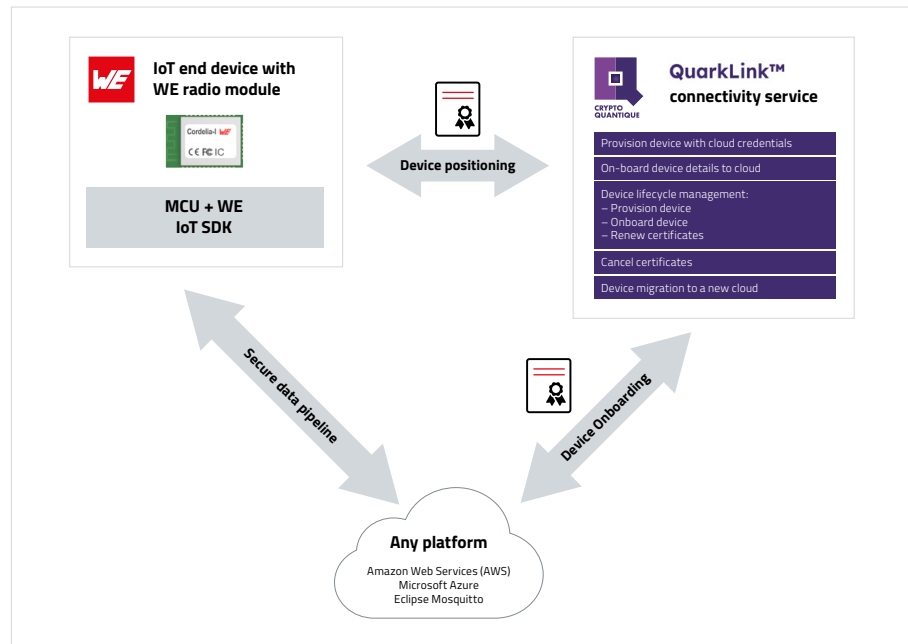 WE
IoT end device with
WE radio module
Cordelia-I WE
CE FC IC
MCU + WE
IoT SDK
Device positioning
CRYPTO
QUANTIQUE
QuarkLink™
connectivity service
Provision device with cloud credentials
On-board device details to cloud
Device lifecycle management:
– Provision device
– Onboard device
– Renew certificates
Cancel certificates
Device migration to a new cloud
Secure data pipeline
Device Onboarding
Any platform
Amazon Web Services (AWS)
Microsoft Azure
Eclipse Mosquitto